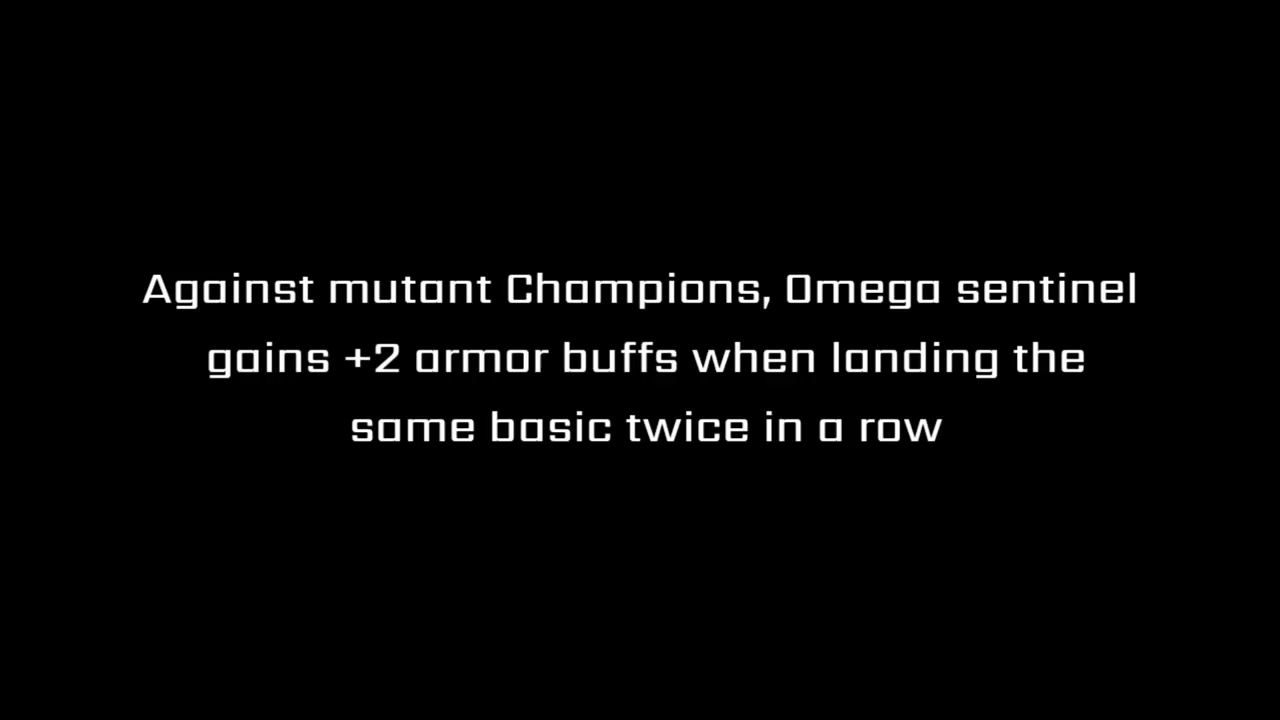 Against mutant Champions, Omega sentinel
gains +2 armor buffs when landing the
same basic twice in a row